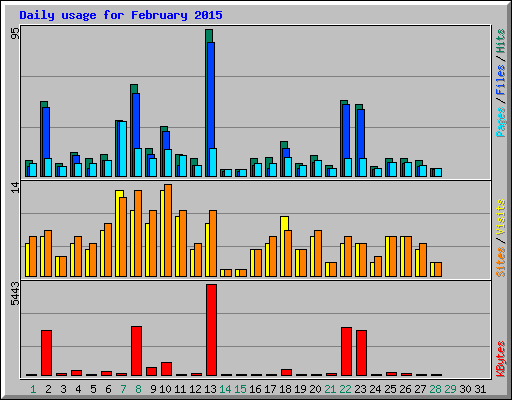 Daily usage for February 2015
95
Pages / Files / Hits
14
Sites / Visits
5443
KBytes
1 2 3 4 5 6 7 8 9 10 11 12 13 14 15 16 17 18 19 20 21 22 23 24 25 26 27 28 29 30 31